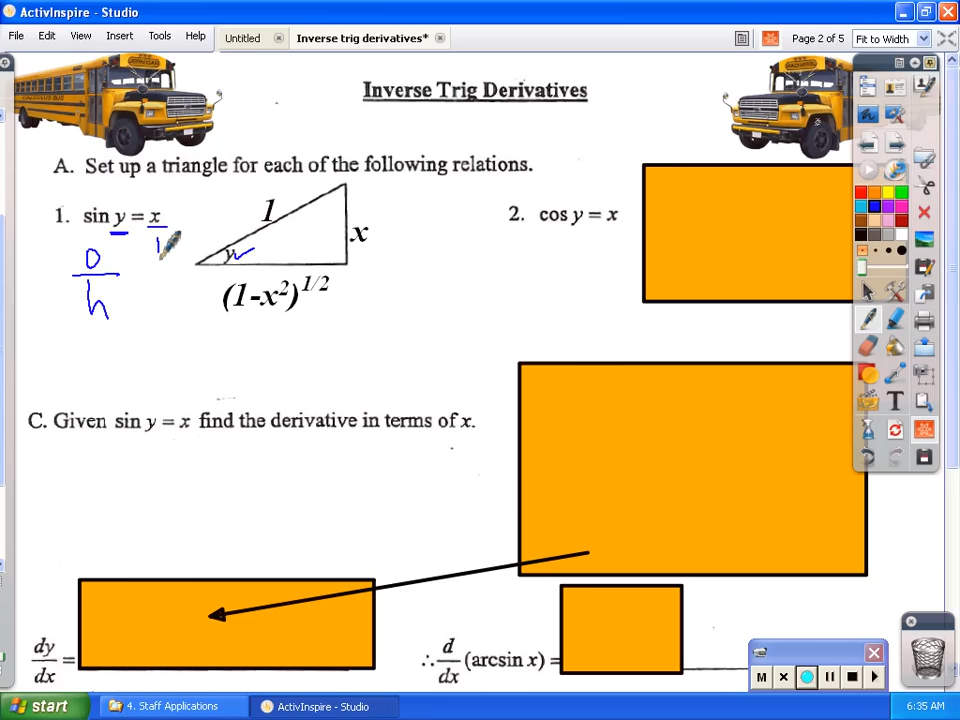 ActivInspire - Studio
File Edit View Insert Tools Help
Untitled
Inverse trig derivatives*
Page 2 of 5
Fit to Width
Inverse Trig Derivatives
A. Set up a triangle for each of the following relations.
1. sin y = x
1
O
h
1
x
y
(1-x²)^1/2
2. cos y = x
C. Given sin y = x find the derivative in terms of x.
dy/dx =
∴ d/dx (arcsin x) =
M
start
4. Staff Applications
ActivInspire - Studio
6:35 AM